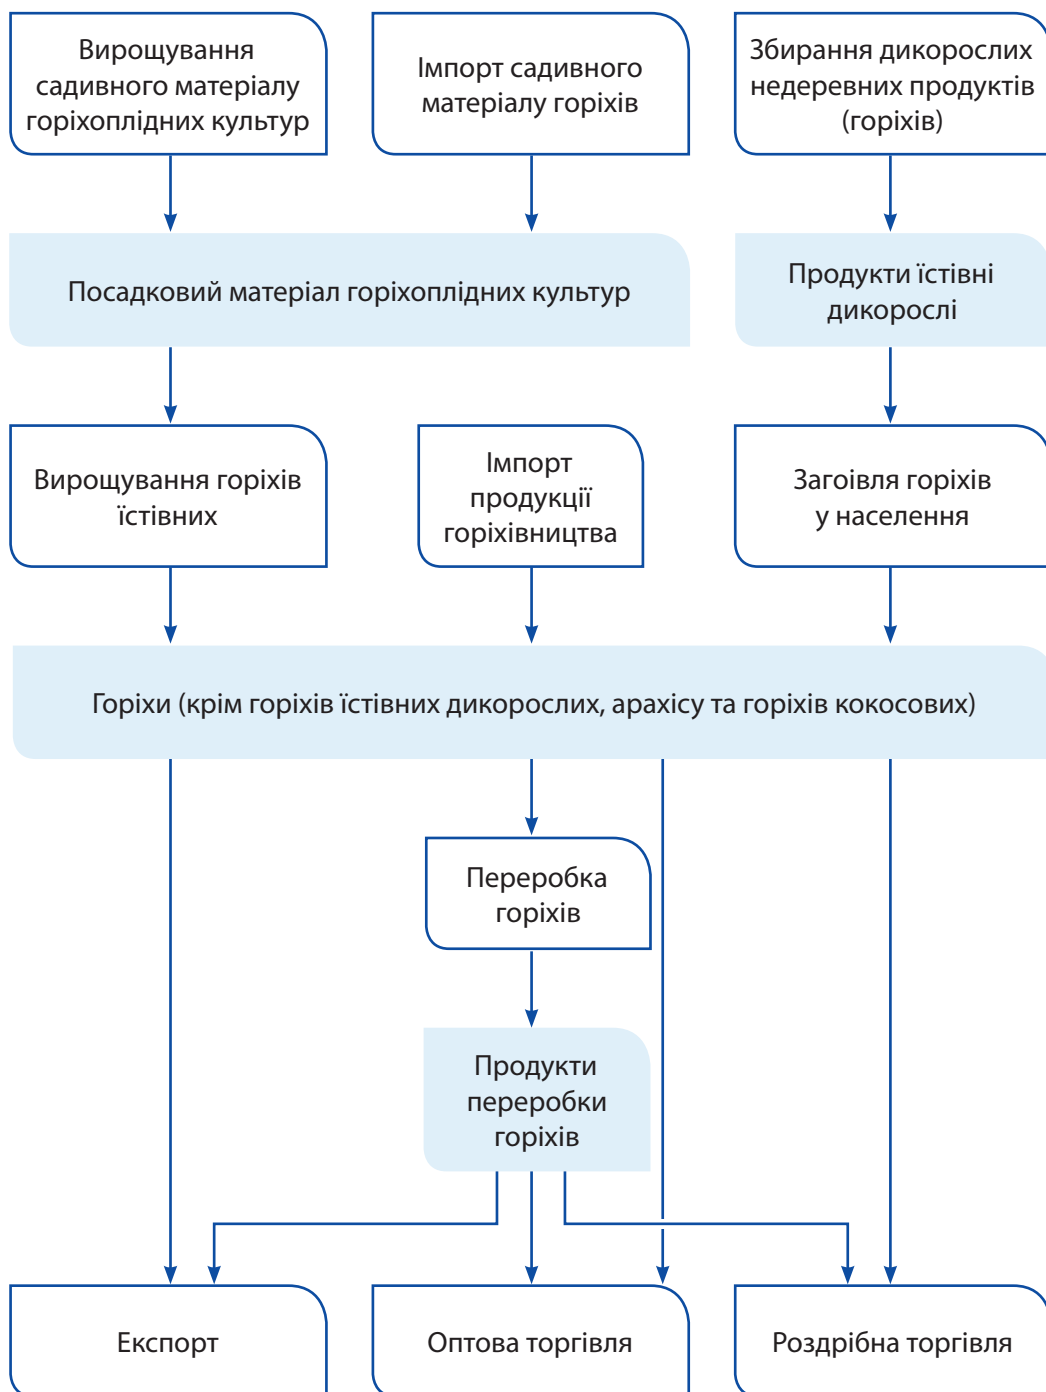 Вирощування
садивного матеріалу
горіхоплідних культур
Імпорт садивного
матеріалу горіхів
Збирання дикорослих
недеревних продуктів
(горіхів)
Посадковий матеріал горіхоплідних культур
Продукти їстівні
дикорослі
Вирощування горіхів
їстівних
Імпорт
продукції
горіхівництва
Загоівля горіхів
у населення
Горіхи (крім горіхів їстівних дикорослих, арахісу та горіхів кокосових)
Переробка
горіхів
Продукти
переробки
горіхів
Експорт
Оптова торгівля
Роздрібна торгівля